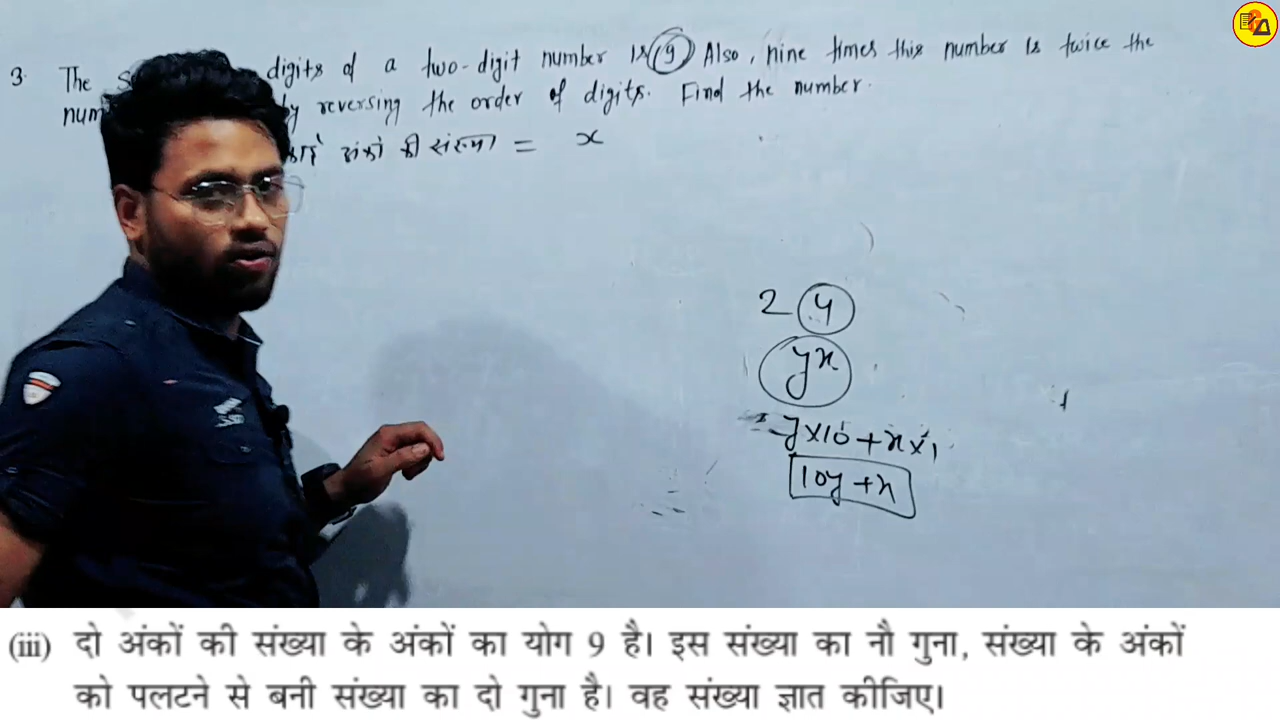 3. The digits of a two-digit number is 9 Also, nine times this number is twice the
by reversing the order of digits. Find the number.
अंको की संख्या = x
2 4
yx
y×10+x×1
10y+x
(iii) दो अंकों की संख्या के अंकों का योग 9 है। इस संख्या का नौ गुना, संख्या के अंकों
को पलटने से बनी संख्या का दो गुना है। वह संख्या ज्ञात कीजिए।